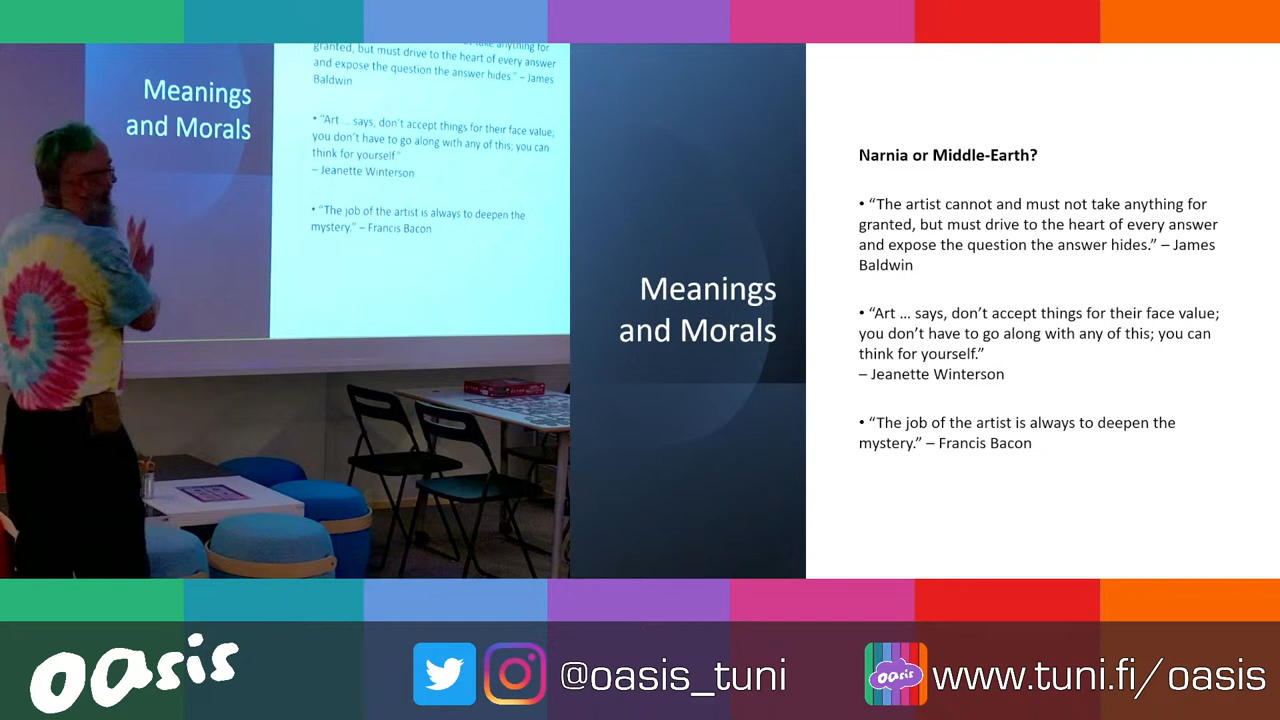 Meanings
and Morals
take anything for
granted, but must drive to the heart of every answer
and expose the question the answer hides.” – James
Baldwin
• “Art ... says, don’t accept things for their face value;
you don’t have to go along with any of this; you can
think for yourself.”
– Jeanette Winterson
• “The job of the artist is always to deepen the
mystery.” – Francis Bacon
Meanings
and Morals
Narnia or Middle-Earth?
• “The artist cannot and must not take anything for
granted, but must drive to the heart of every answer
and expose the question the answer hides.” – James
Baldwin
• “Art ... says, don’t accept things for their face value;
you don’t have to go along with any of this; you can
think for yourself.”
– Jeanette Winterson
• “The job of the artist is always to deepen the
mystery.” – Francis Bacon
oasis
@oasis_tuni
oasis
www.tuni.fi/oasis